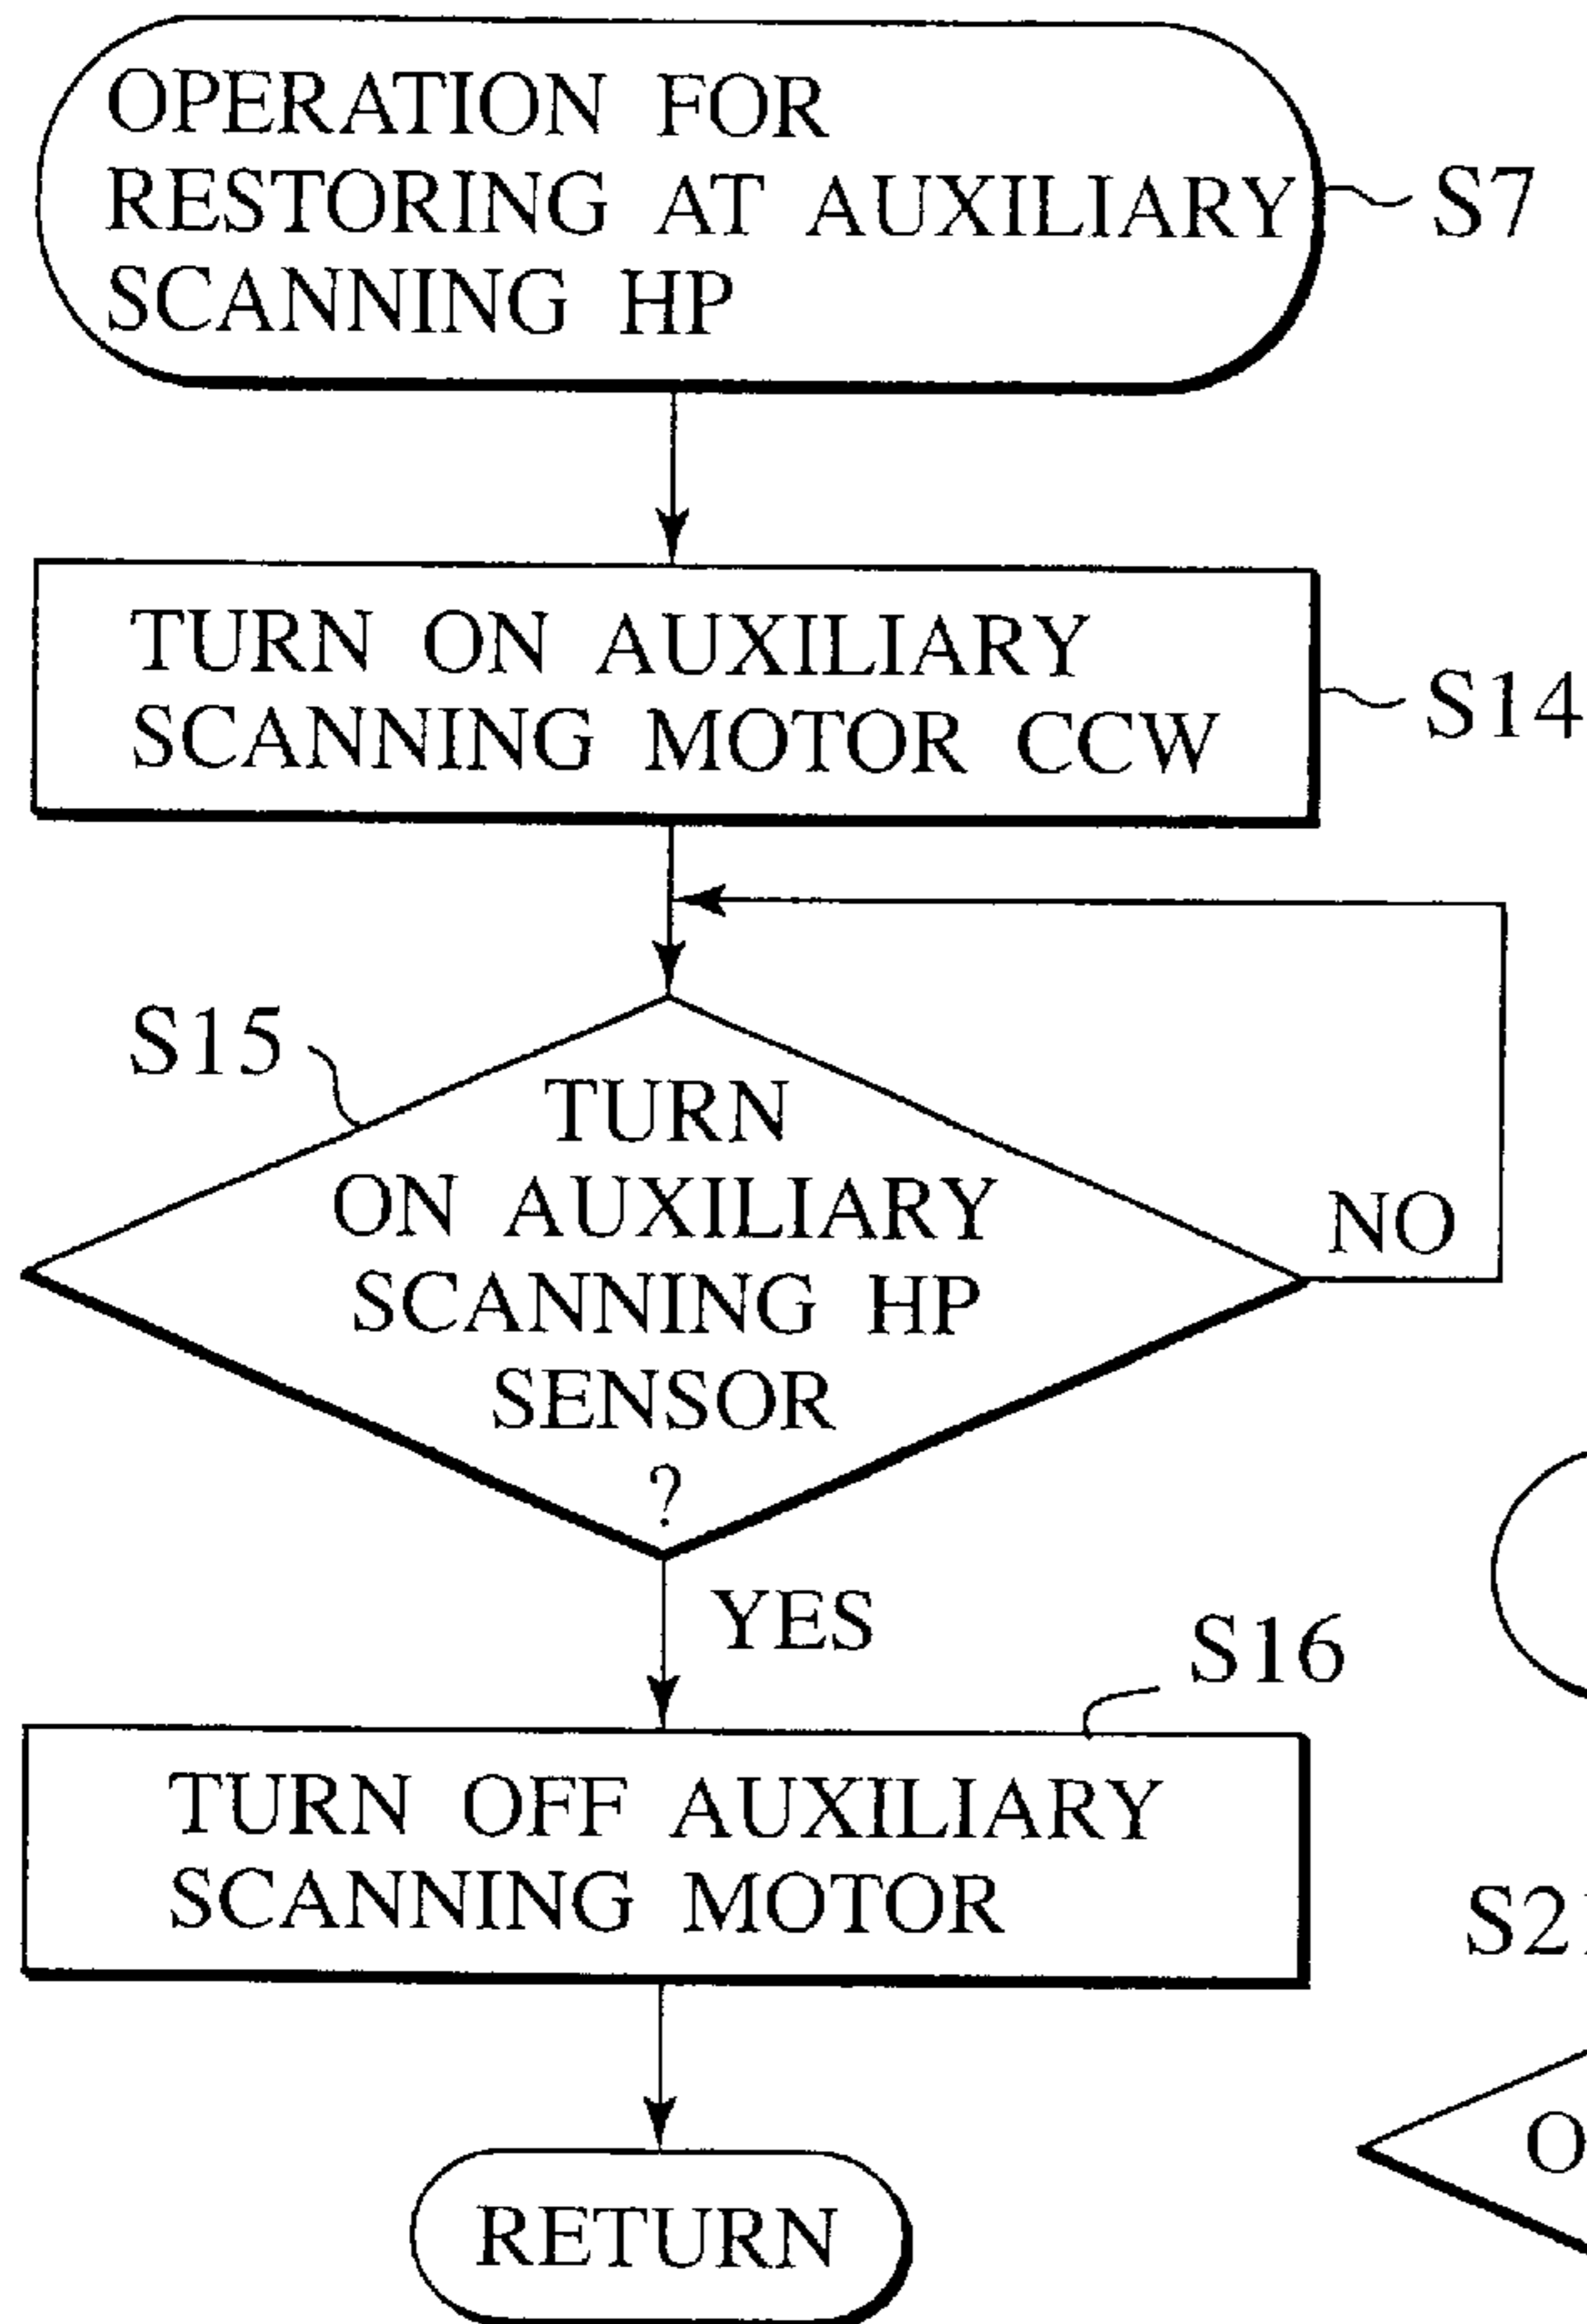 OPERATION FOR
RESTORING AT AUXILIARY
SCANNING HP
S7
TURN ON AUXILIARY
SCANNING MOTOR CCW
S14
S15
TURN
ON AUXILIARY
SCANNING HP
SENSOR
?
NO
YES
S16
TURN OFF AUXILIARY
SCANNING MOTOR
RETURN